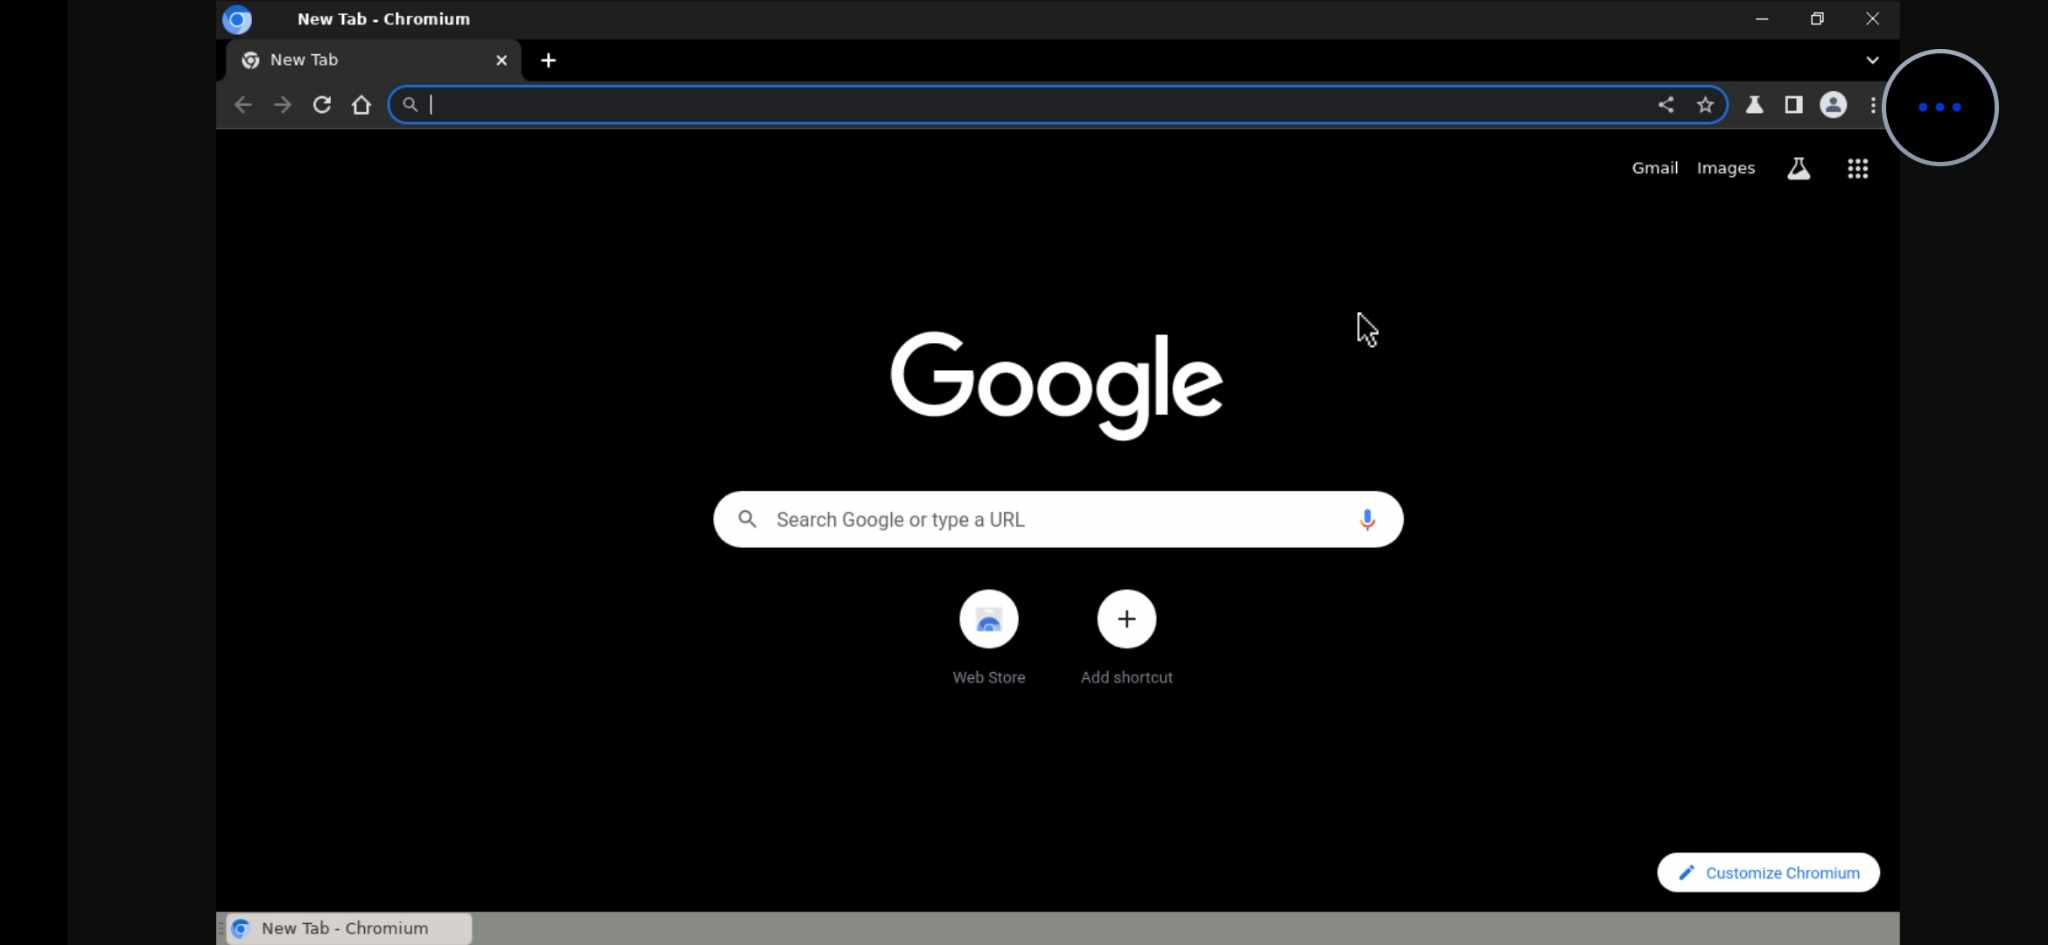 New Tab - Chromium
New Tab
Gmail Images
Google
Search Google or type a URL
Web Store Add shortcut
Customize Chromium
New Tab - Chromium